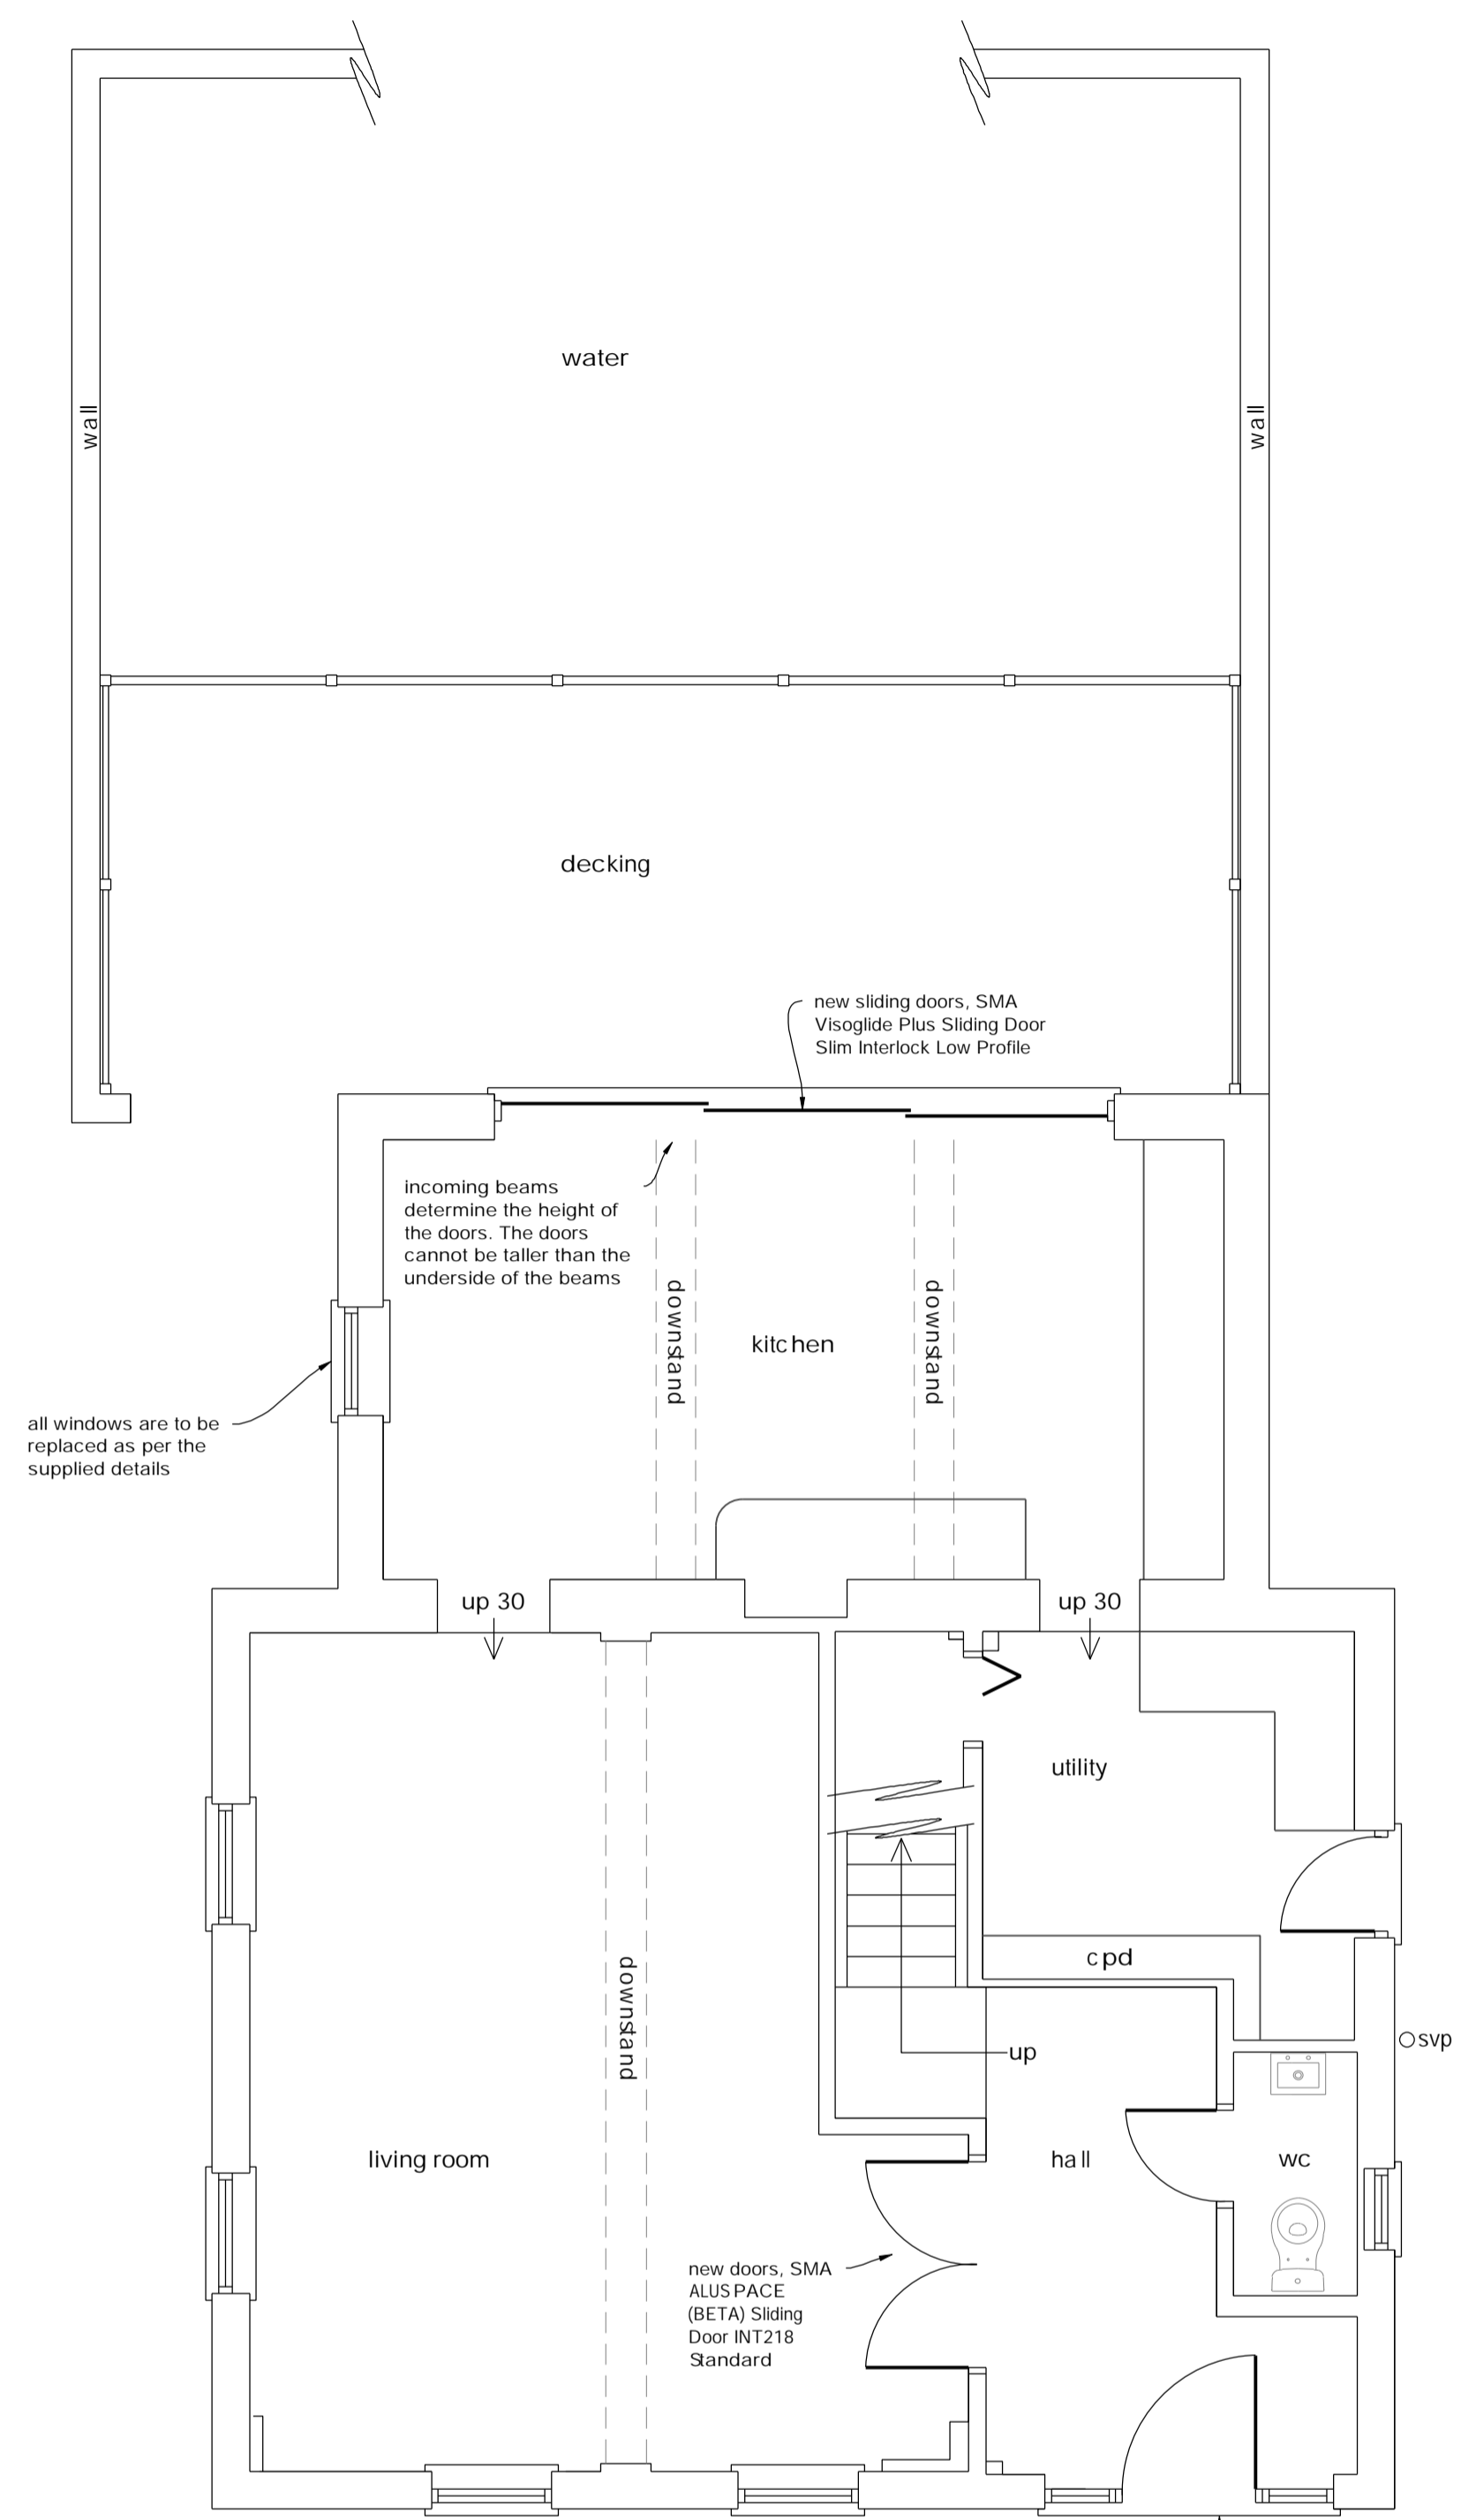 water
wall
wall
decking
new sliding doors, SMA
Visoglide Plus Sliding Door
Slim Interlock Low Profile
incoming beams
determine the height of
the doors. The doors
cannot be taller than the
underside of the beams
downstand
downstand
kitchen
all windows are to be
replaced as per the
supplied details
up 30
up 30
utility
downstand
cpd
svp
up
living room
hall
wc
new doors, SMA
ALUSPACE
(BETA) Sliding
Door INT218
Standard